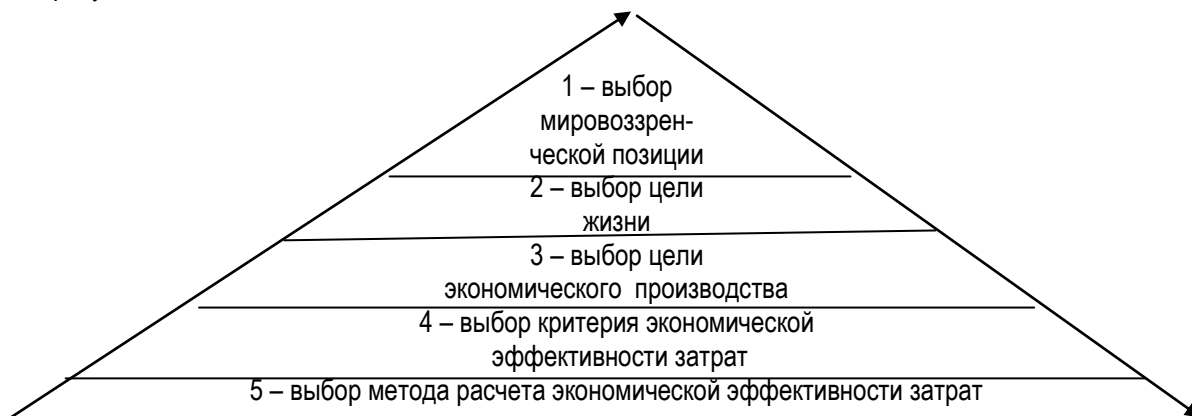 1 – выбор
мировоззрен-
ческой позиции
2 – выбор цели
жизни
3 – выбор цели
экономического производства
4 – выбор критерия экономической
эффективности затрат
5 – выбор метода расчета экономической эффективности затрат